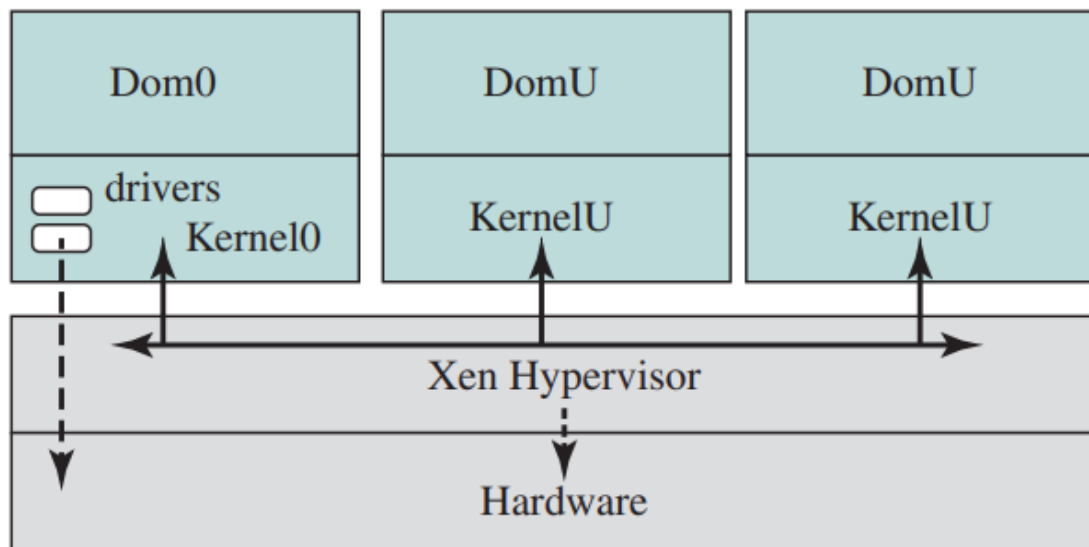 Dom0
DomU
DomU
drivers
Kernel0
KernelU
KernelU
Xen Hypervisor
Hardware